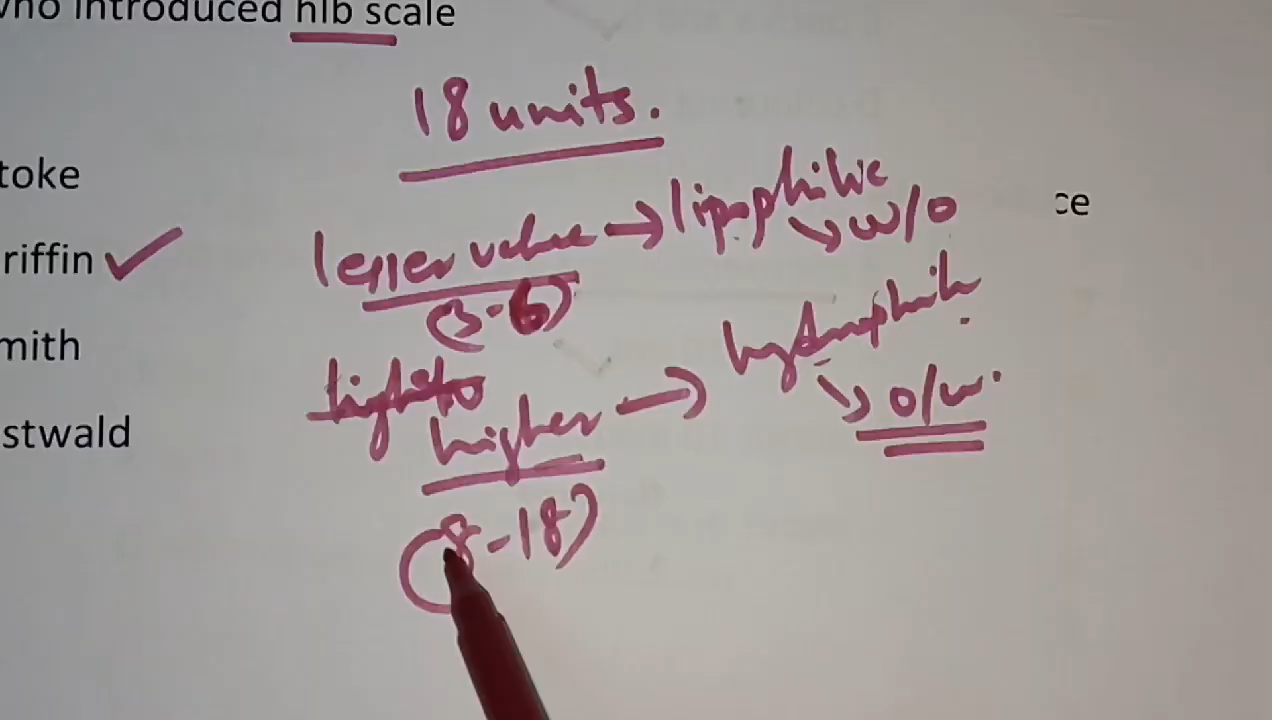 who introduced hlb scale
18 units.
toke
lesser value → lipophilic
↘ w/o
ce
riffin ✓
(3-6)
hydrophilic
mith
higher →
↘ o/w.
stwald
(8-18)